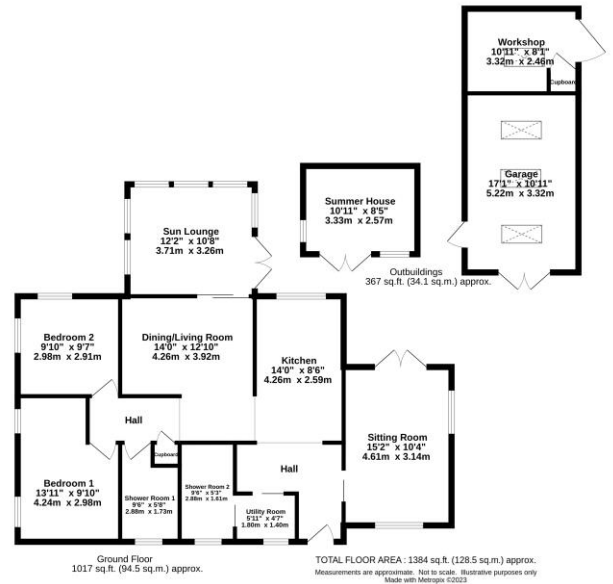 Workshop
10'11" x 8'1"
3.32m x 2.46m
Cupboard
Garage
17'1" x 10'11"
5.22m x 3.32m
Summer House
10'11" x 8'5"
3.33m x 2.57m
Outbuildings
367 sq.ft. (34.1 sq.m.) approx.
Sun Lounge
12'2" x 10'8"
3.71m x 3.26m
Bedroom 2
9'10" x 9'7"
2.98m x 2.91m
Dining/Living Room
14'0" x 12'10"
4.26m x 3.92m
Kitchen
14'0" x 8'6"
4.26m x 2.59m
Hall
Sitting Room
15'2" x 10'4"
4.61m x 3.14m
Cupboard
Bedroom 1
13'11" x 9'10"
4.24m x 2.98m
Shower Room 1
9'6" x 5'8"
2.88m x 1.73m
Shower Room 2
9'6" x 5'3"
2.88m x 1.61m
Hall
Utility Room
5'11" x 4'7"
1.80m x 1.40m
Ground Floor
1017 sq.ft. (94.5 sq.m.) approx.
TOTAL FLOOR AREA : 1384 sq.ft. (128.5 sq.m.) approx.
Measurements are approximate. Not to scale. Illustrative purposes only
Made with Metropix ©2023